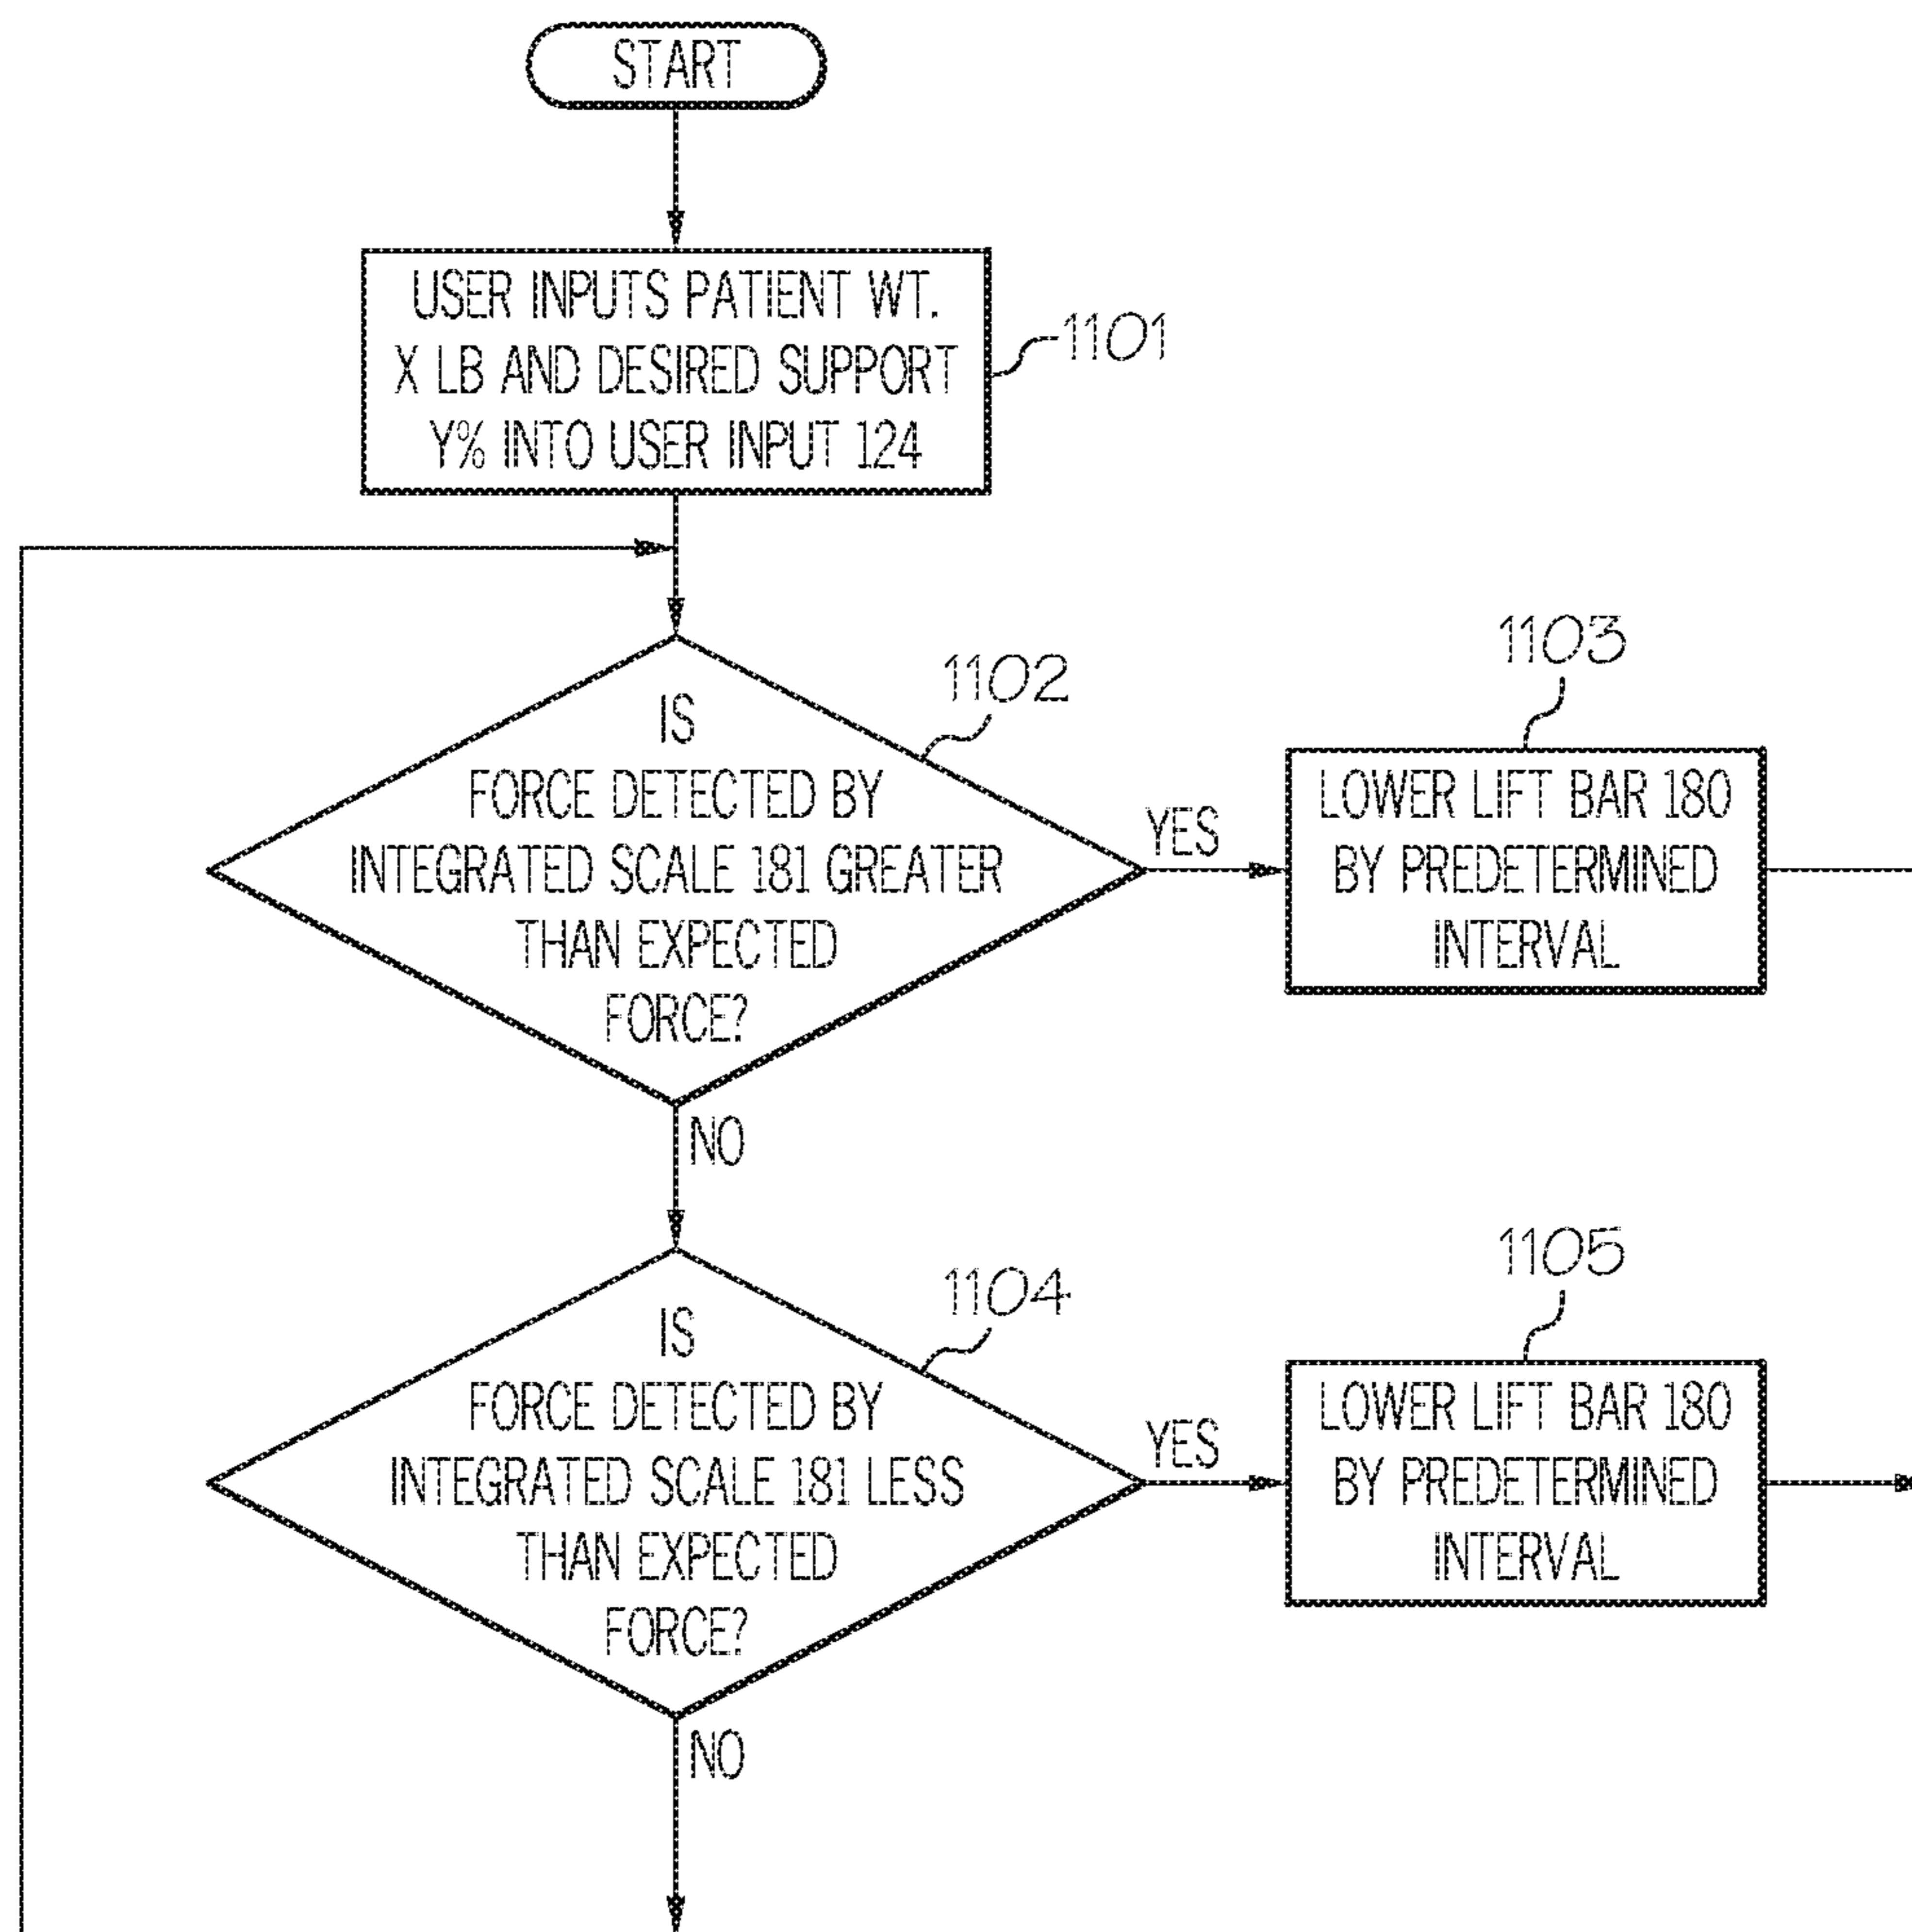 START
USER INPUTS PATIENT WT.
X LB AND DESIRED SUPPORT
Y% INTO USER INPUT 124
1101
1102
IS
FORCE DETECTED BY
INTEGRATED SCALE 181 GREATER
THAN EXPECTED
FORCE?
YES
1103
LOWER LIFT BAR 180
BY PREDETERMINED
INTERVAL
NO
1104
IS
FORCE DETECTED BY
INTEGRATED SCALE 181 LESS
THAN EXPECTED
FORCE?
YES
1105
LOWER LIFT BAR 180
BY PREDETERMINED
INTERVAL
NO